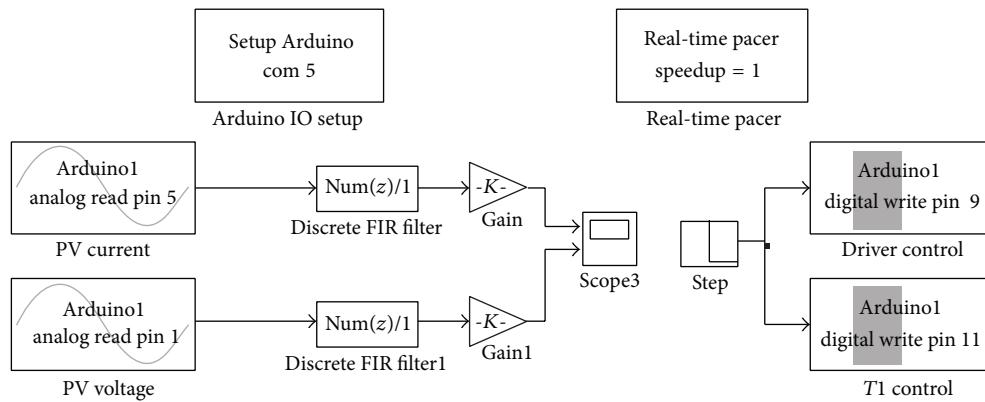 Setup Arduino
com 5
Arduino IO setup
Real-time pacer
speedup = 1
Real-time pacer
Arduino1
analog read pin 5
PV current
Num(z)/1
Discrete FIR filter
-K-
Gain
Scope3
Step
Arduino1
digital write pin 9
Driver control
Arduino1
analog read pin 1
PV voltage
Num(z)/1
Discrete FIR filter1
-K-
Gain1
Arduino1
digital write pin 11
T1 control